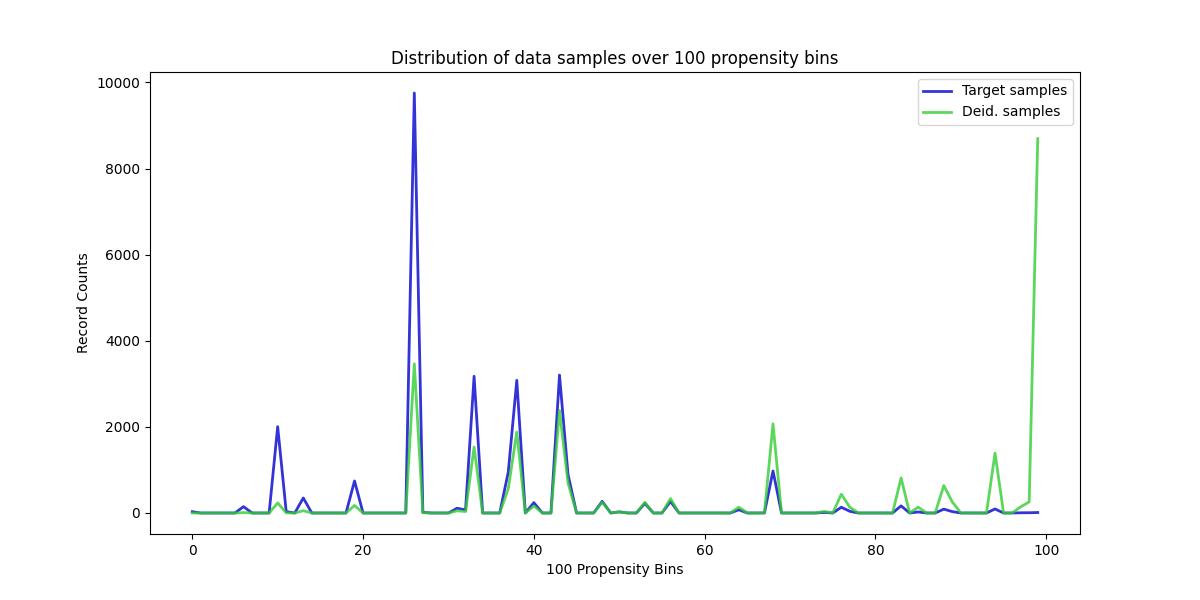 Distribution of data samples over 100 propensity bins
Target samples
Deid. samples
10000
8000
6000
4000
2000
0
Record Counts
0 20 40 60 80 100
100 Propensity Bins